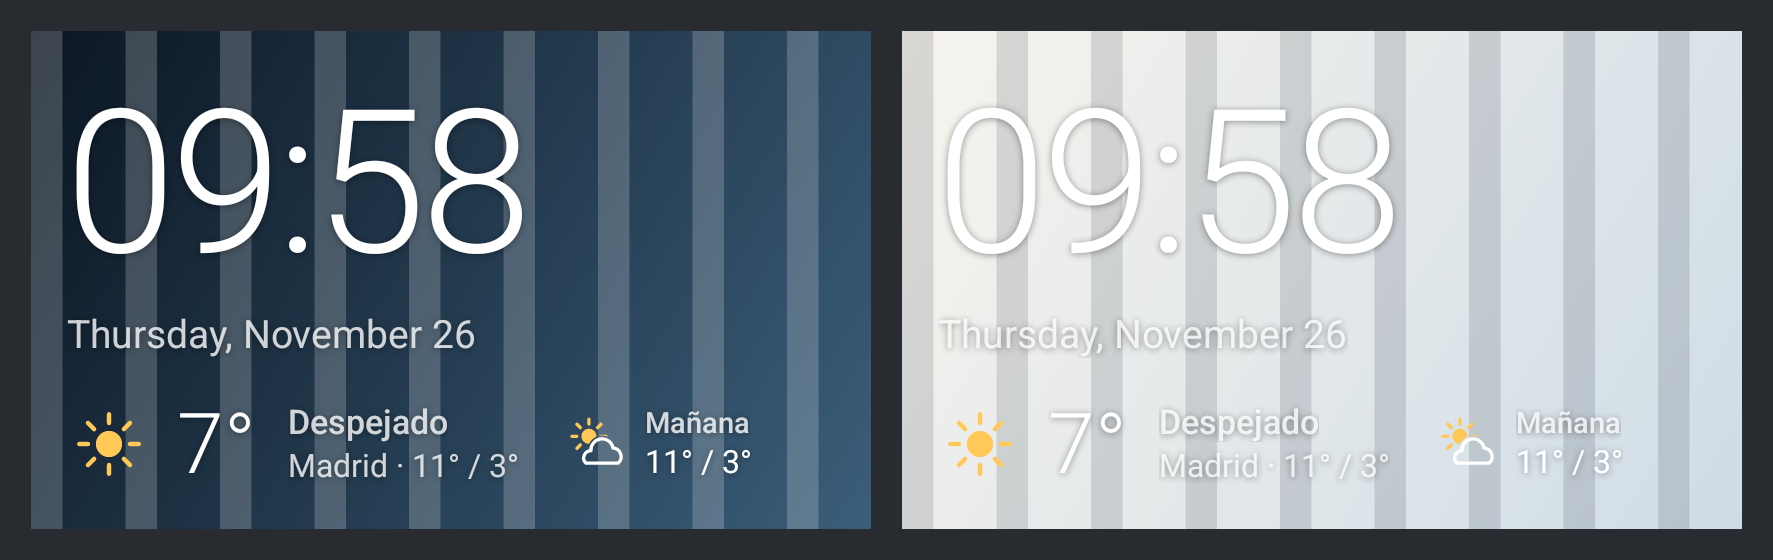 09:58
Thursday, November 26
7° Despejado
Madrid · 11° / 3°
Mañana
11° / 3°
09:58
Thursday, November 26
7° Despejado
Madrid · 11° / 3°
Mañana
11° / 3°